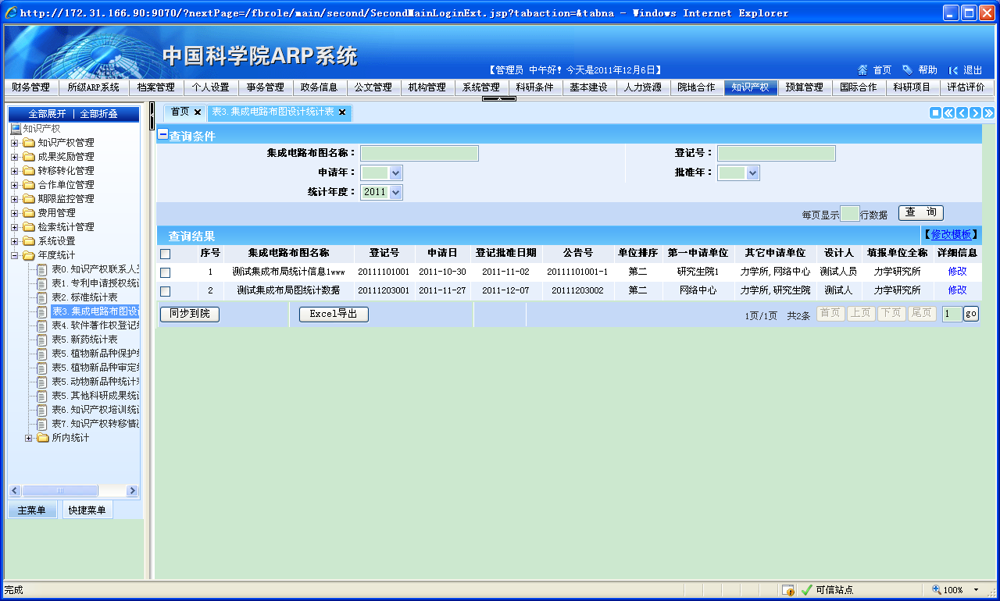 http://172.31.166.90:9070/?nextPage=/fbrole/main/second/SecondMainLoginExt.jsp?tabaction=&tabna - Windows Internet Explorer
中国科学院ARP系统
【管理员 中午好! 今天是2011年12月6日】
首页 帮助 退出
财务管理 所级ARP系统 档案管理 个人设置 事务管理 政务信息 公文管理 机构管理 系统管理 科研条件 基本建设 人力资源 院地合作 知识产权 预算管理 国际合作 科研项目 评估评价
全部展开 | 全部折叠
知识产权
知识产权管理
成果奖励管理
转移转化管理
合作单位管理
期限监控管理
费用管理
检索统计管理
系统设置
年度统计
表0. 知识产权联系人
表1. 专利申请授权统
表2. 标准统计表
表3. 集成电路布图设
表4. 软件著作权登记
表5. 新药统计表
表5. 植物新品种保护
表5. 植物新品种审定
表5. 动物新品种统计
表5. 其他科研成果统
表6. 知识产权培训统
表7. 知识产权转移情
所内统计
主菜单 快捷菜单
首页 表3. 集成电路布图设计统计表
查询条件
集成电路布图名称： 登记号：
申请年： 批准年：
统计年度： 2011
每页显示 行数据 查 询
查询结果 【修改模板】
序号 集成电路布图名称 登记号 申请日 登记批准日期 公告号 单位排序 第一申请单位 其它申请单位 设计人 填报单位全称 详细信息
1 测试集成布局统计信息1www 20111101001 2011-10-30 2011-11-02 20111101001-1 第二 研究生院1 力学所,网络中心 测试人员 力学研究所 修改
2 测试集成布局图统计数据 20111203001 2011-11-27 2011-12-07 20111203002 第二 网络中心 力学所,研究生院 测试人 力学研究所 修改
同步到院 Excel导出 1页/1页 共2条 首页 上页 下页 尾页 1 go
完成 可信站点 100%